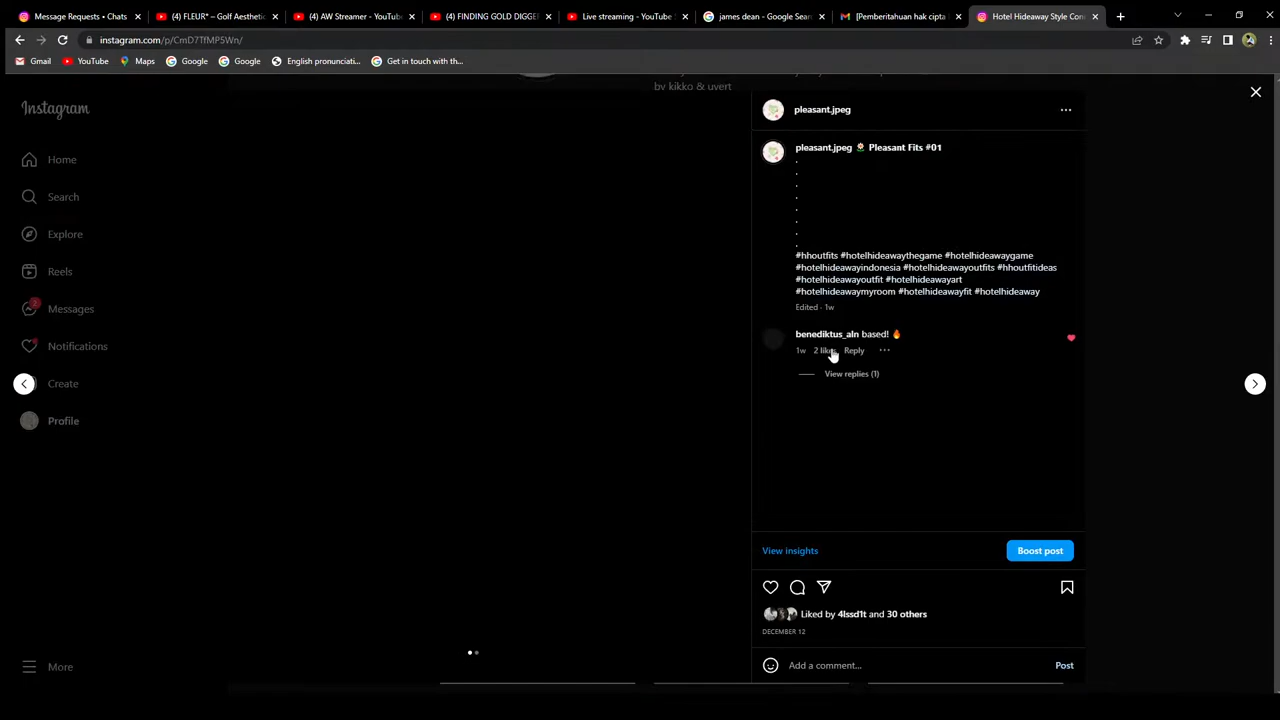 Message Requests • Chats
(4) FLEUR* – Golf Aesthetic
(4) AW Streamer - YouTube
(4) FINDING GOLD DIGGER
Live streaming - YouTube S
james dean - Google Sear
[Pemberitahuan hak cipta
Hotel Hideaway Style Con
instagram.com/p/CmD7TfMP5Wn/
Gmail
YouTube
Maps
Google
Google
English pronunciati...
Get in touch with th...
by kikko & uvert
Instagram
Home
Search
Explore
Reels
2
Messages
Notifications
Create
Profile
More
pleasant.jpeg
pleasant.jpeg 🌼 Pleasant Fits #01
.
.
.
.
.
.
.
.
#hhoutfits #hotelhideawaythegame #hotelhideawaygame
#hotelhideawayindonesia #hotelhideawayoutfits #hhoutfitideas
#hotelhideawayoutfit #hotelhideawayart
#hotelhideawaymyroom #hotelhideawayfit #hotelhideaway
Edited · 1w
benediktus_aln based! 🔥
1w 2 likes Reply
View replies (1)
View insights
Boost post
Liked by 4lssd1t and 30 others
DECEMBER 12
Add a comment...
Post